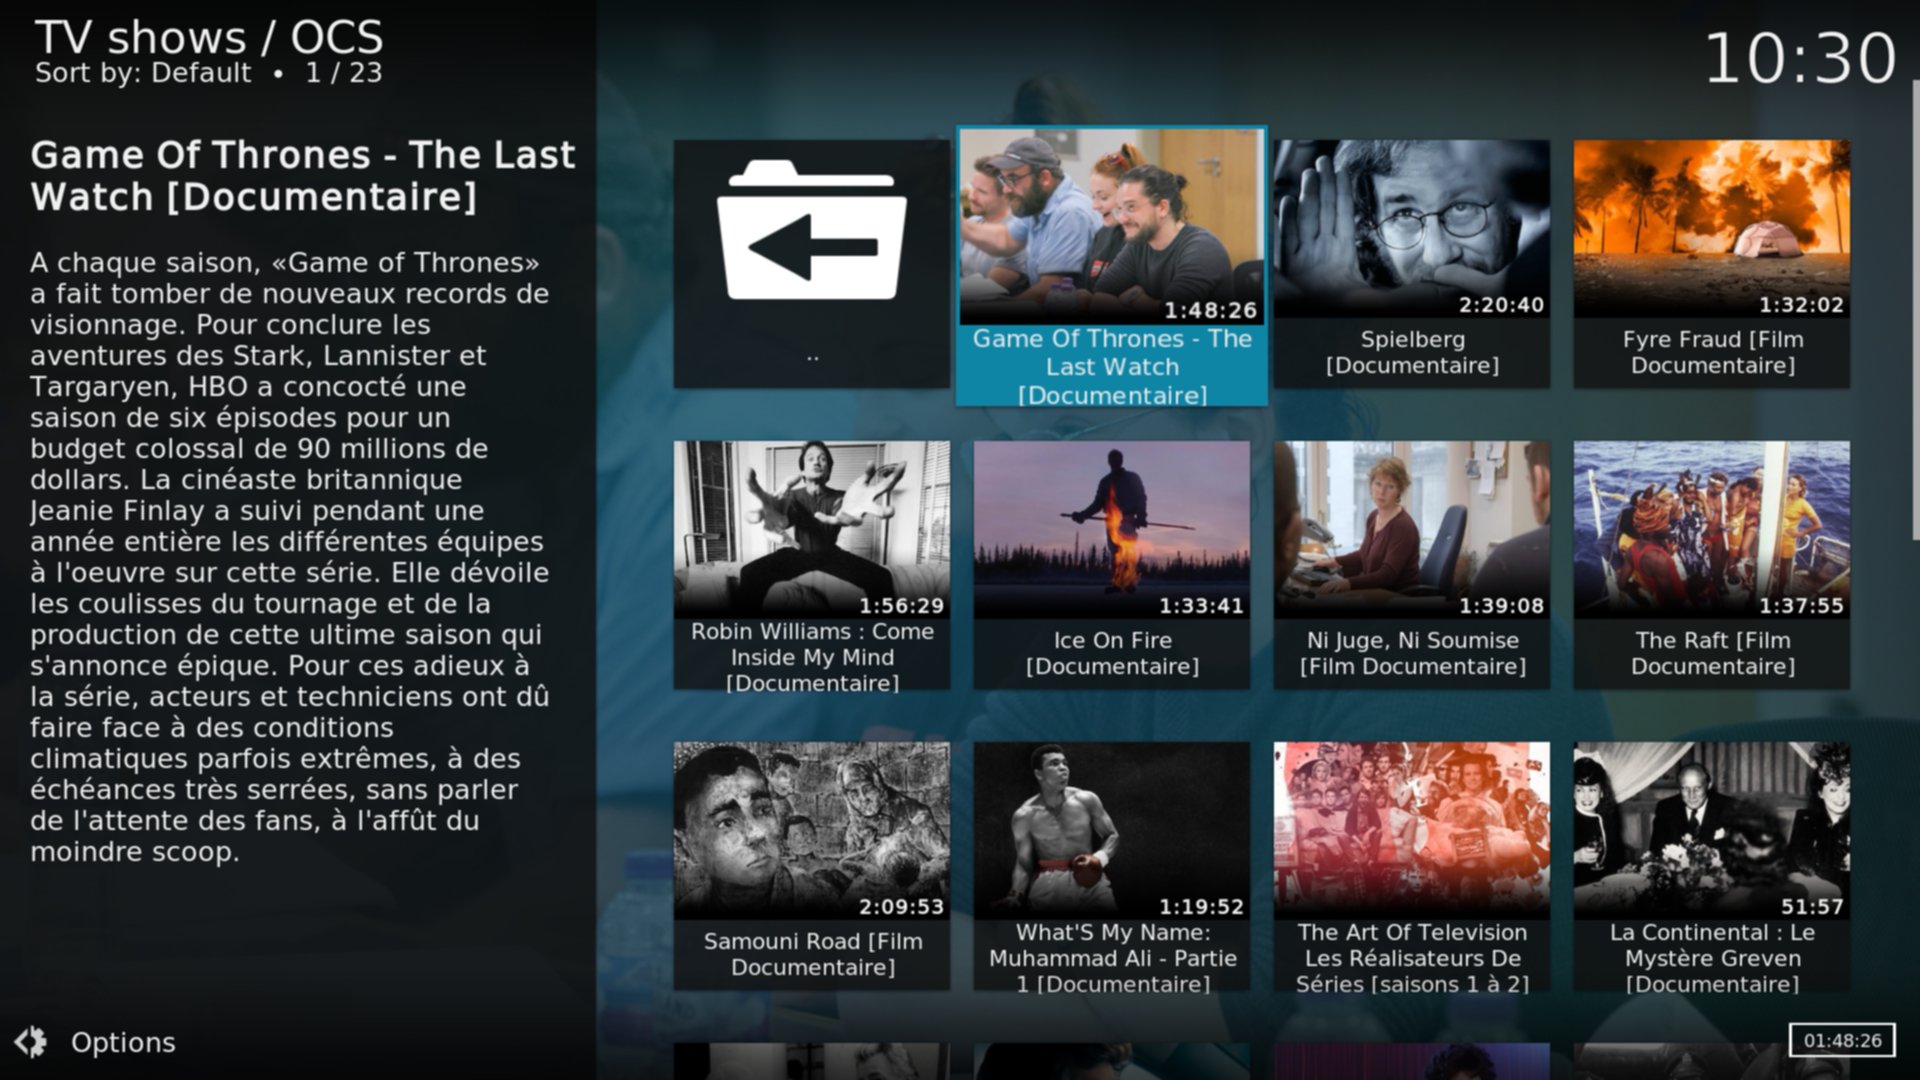 TV shows / OCS
Sort by: Default • 1 / 23
10:30
Game Of Thrones - The Last
Watch [Documentaire]
A chaque saison, «Game of Thrones»
a fait tomber de nouveaux records de
visionnage. Pour conclure les
aventures des Stark, Lannister et
Targaryen, HBO a concocté une
saison de six épisodes pour un
budget colossal de 90 millions de
dollars. La cinéaste britannique
Jeanie Finlay a suivi pendant une
année entière les différentes équipes
à l'oeuvre sur cette série. Elle dévoile
les coulisses du tournage et de la
production de cette ultime saison qui
s'annonce épique. Pour ces adieux à
la série, acteurs et techniciens ont dû
faire face à des conditions
climatiques parfois extrêmes, à des
échéances très serrées, sans parler
de l'attente des fans, à l'affût du
moindre scoop.
Options
..
1:48:26
Game Of Thrones - The
Last Watch
[Documentaire]
2:20:40
Spielberg
[Documentaire]
1:32:02
Fyre Fraud [Film
Documentaire]
1:56:29
Robin Williams : Come
Inside My Mind
[Documentaire]
1:33:41
Ice On Fire
[Documentaire]
1:39:08
Ni Juge, Ni Soumise
[Film Documentaire]
1:37:55
The Raft [Film
Documentaire]
2:09:53
Samouni Road [Film
Documentaire]
1:19:52
What'S My Name:
Muhammad Ali - Partie
1 [Documentaire]
The Art Of Television
Les Réalisateurs De
Séries [saisons 1 à 2]
51:57
La Continental : Le
Mystère Greven
[Documentaire]
01:48:26